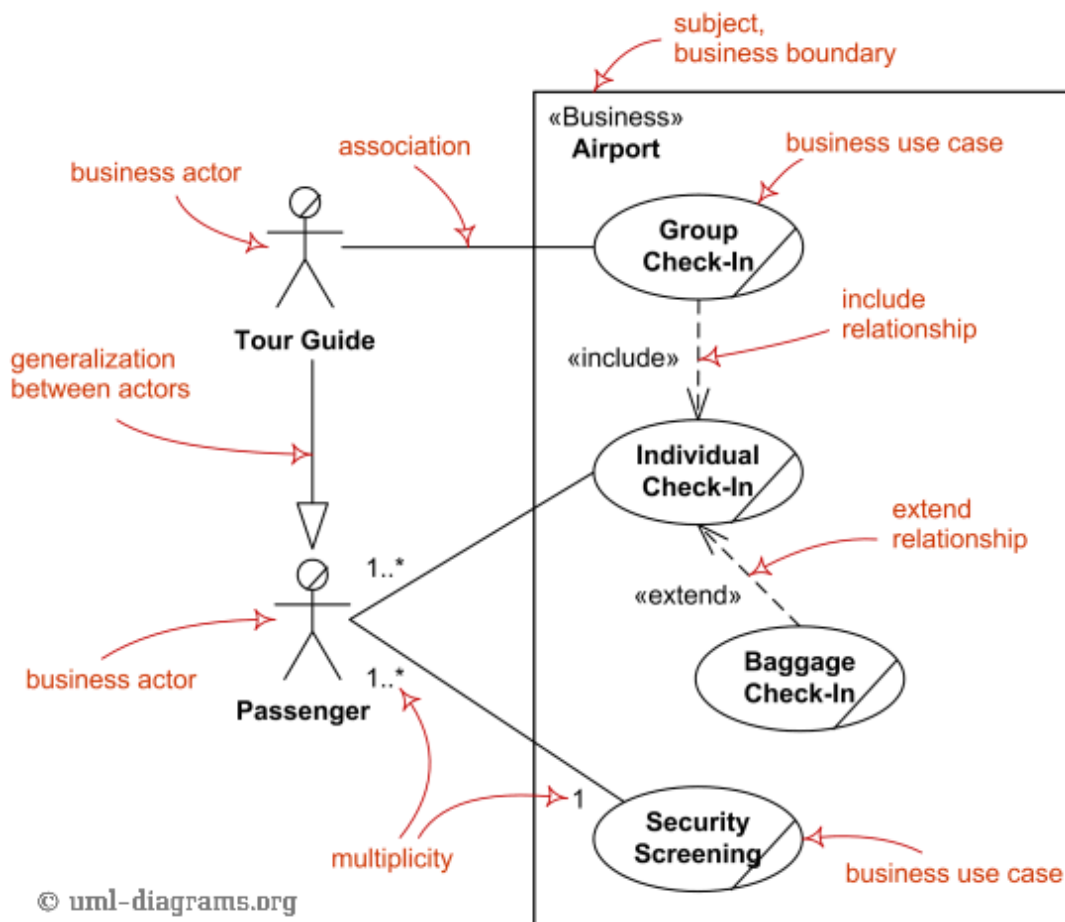 subject,
business boundary
«Business»
Airport
association
business use case
business actor
Group
Check-In
Tour Guide
include
relationship
«include»
generalization
between actors
Individual
Check-In
extend
relationship
1..*
«extend»
business actor
1..*
Baggage
Check-In
Passenger
1
multiplicity
Security
Screening
business use case
© uml-diagrams.org